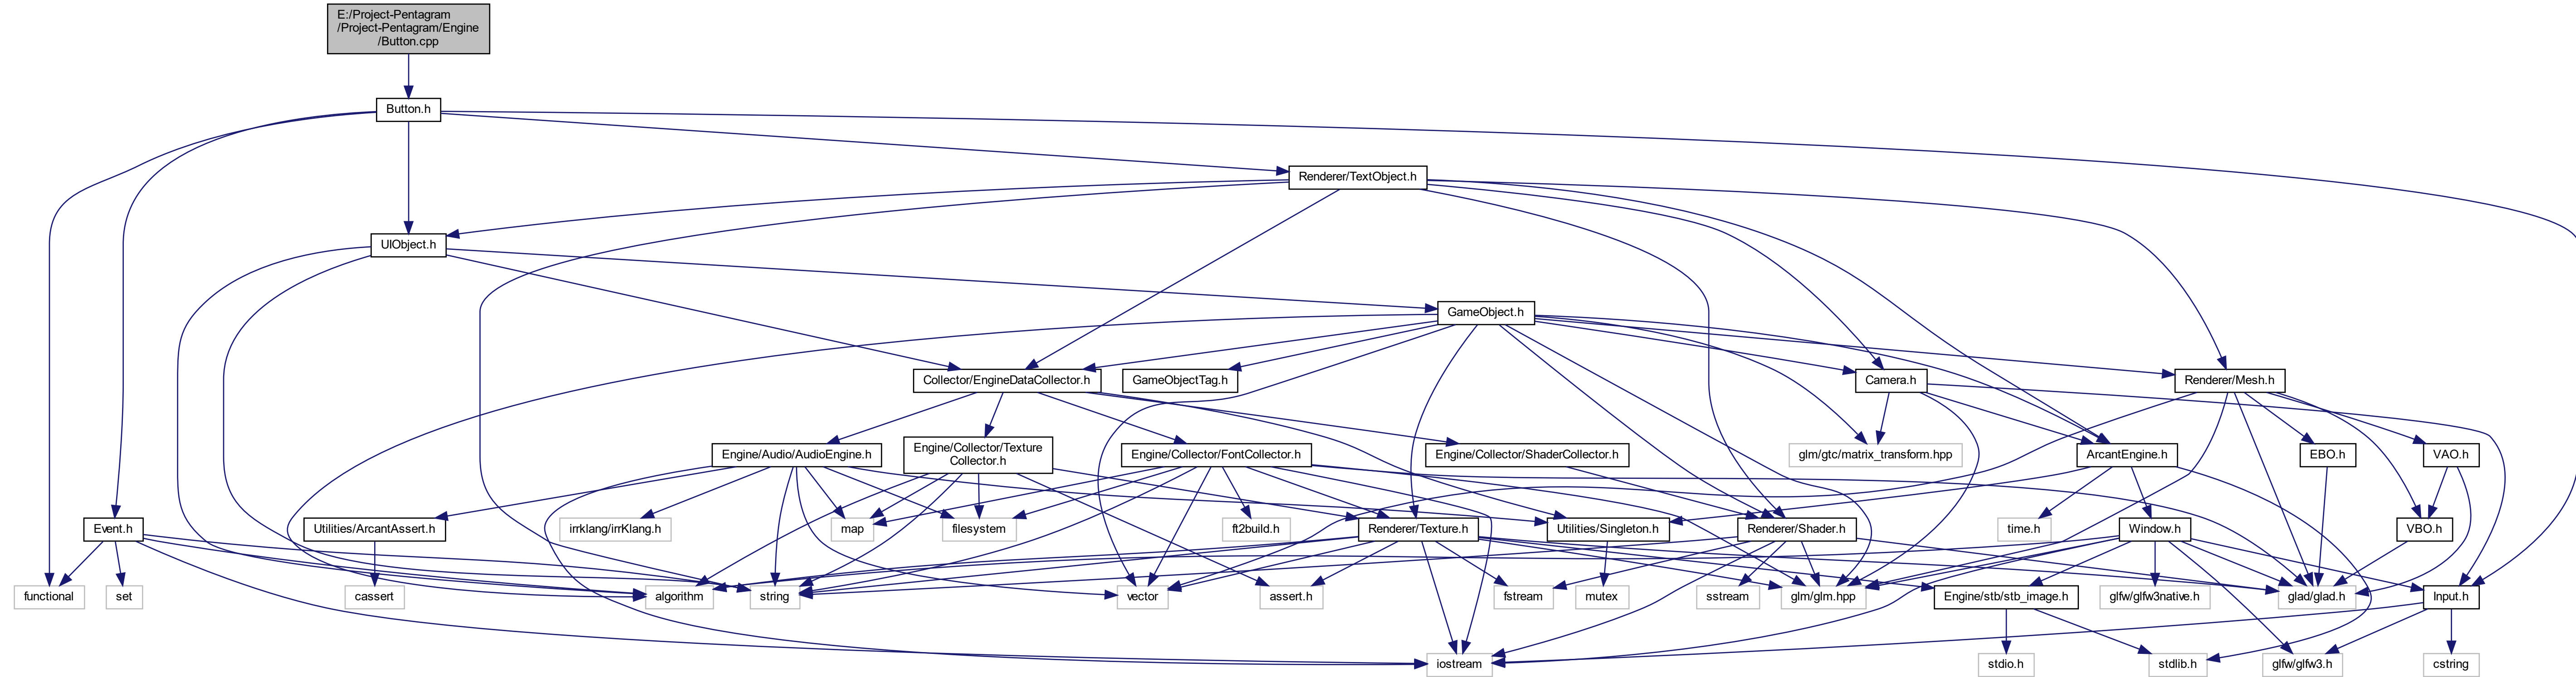 E:/Project-Pentagram
/Project-Pentagram/Engine
/Button.cpp
Button.h
Renderer/TextObject.h
UIObject.h
GameObject.h
Collector/EngineDataCollector.h
GameObjectTag.h
Camera.h
Renderer/Mesh.h
Engine/Audio/AudioEngine.h
Engine/Collector/Texture
Collector.h
Engine/Collector/FontCollector.h
Engine/Collector/ShaderCollector.h
glm/gtc/matrix_transform.hpp
ArcantEngine.h
EBO.h
VAO.h
Event.h
Utilities/ArcantAssert.h
irrklang/irrKlang.h
map
filesystem
ft2build.h
Renderer/Texture.h
Utilities/Singleton.h
Renderer/Shader.h
time.h
Window.h
VBO.h
functional
set
cassert
algorithm
string
vector
assert.h
fstream
mutex
sstream
glm/glm.hpp
Engine/stb/stb_image.h
glfw/glfw3native.h
glad/glad.h
Input.h
iostream
stdio.h
stdlib.h
glfw/glfw3.h
cstring